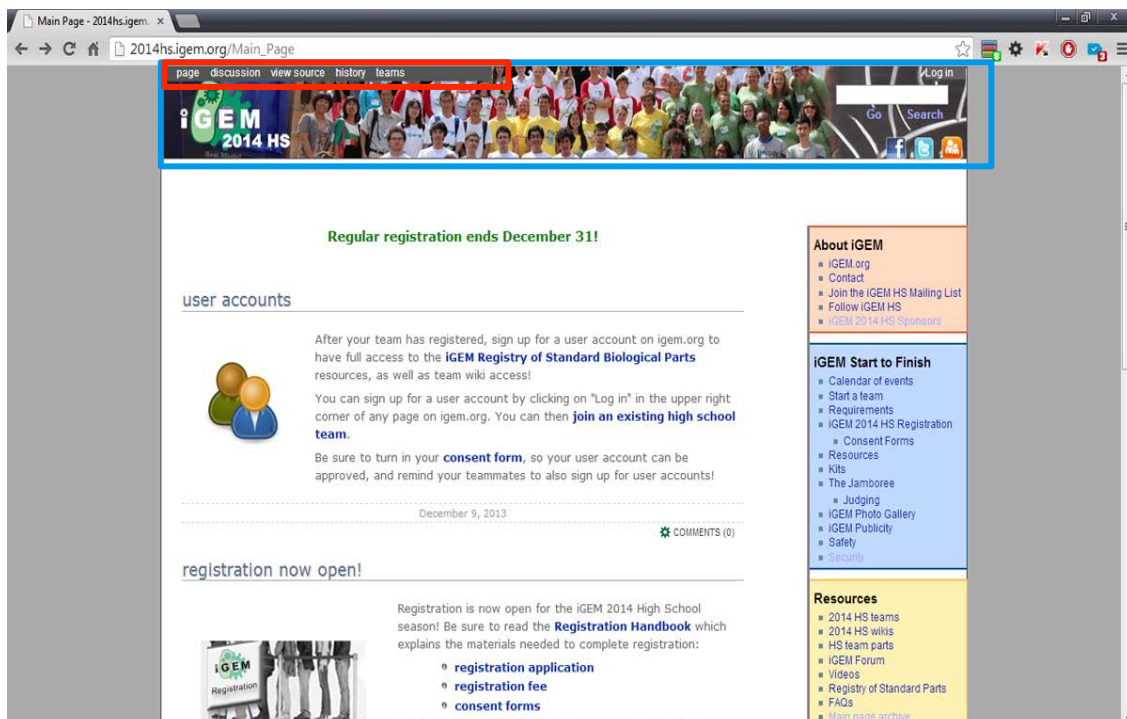 Main Page - 2014hs.igem.
2014hs.igem.org/Main_Page
page discussion view source history teams
Log in
Go Search
iGEM
2014 HS
Regular registration ends December 31!
user accounts
After your team has registered, sign up for a user account on igem.org to
have full access to the iGEM Registry of Standard Biological Parts
resources, as well as team wiki access!
You can sign up for a user account by clicking on "Log in" in the upper right
corner of any page on igem.org. You can then join an existing high school
team.
Be sure to turn in your consent form, so your user account can be
approved, and remind your teammates to also sign up for user accounts!
December 9, 2013
COMMENTS (0)
registration now open!
iGEM
Registration
Registration is now open for the iGEM 2014 High School
season! Be sure to read the Registration Handbook which
explains the materials needed to complete registration:
registration application
registration fee
consent forms
About iGEM
iGEM.org
Contact
Join the iGEM HS Mailing List
Follow iGEM HS
iGEM 2014 HS Sponsors
iGEM Start to Finish
Calendar of events
Start a team
Requirements
iGEM 2014 HS Registration
Consent Forms
Resources
Kits
The Jamboree
Judging
iGEM Photo Gallery
iGEM Publicity
Safety
Security
Resources
2014 HS teams
2014 HS wikis
HS team parts
iGEM Forum
Videos
Registry of Standard Parts
FAQs
Main page archive